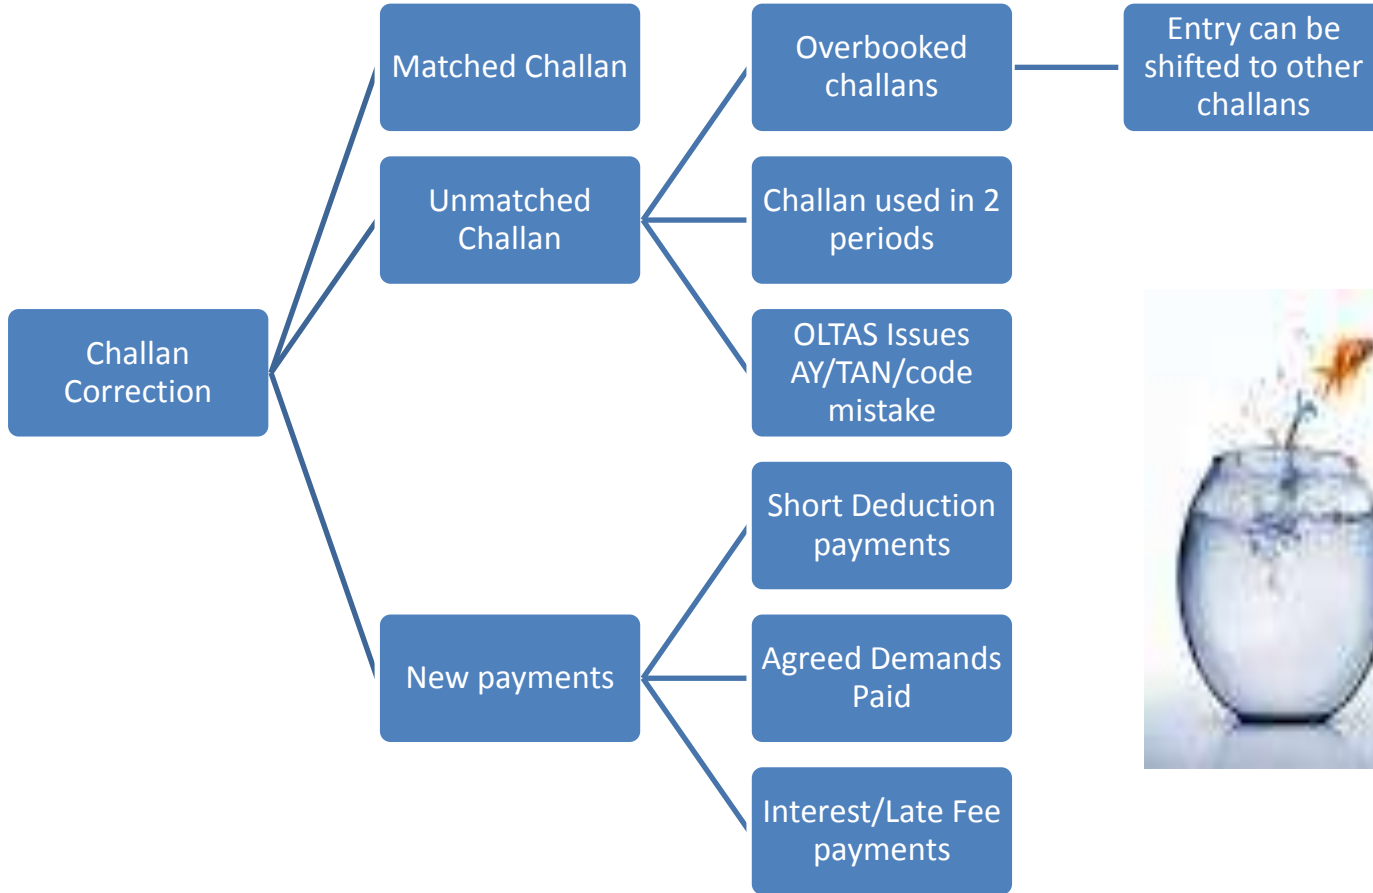 Challan
Correction
Matched Challan
Unmatched
Challan
New payments
Overbooked
challans
Challan used in 2
periods
OLTAS Issues
AY/TAN/code
mistake
Short Deduction
payments
Agreed Demands
Paid
Interest/Late Fee
payments
Entry can be
shifted to other
challans